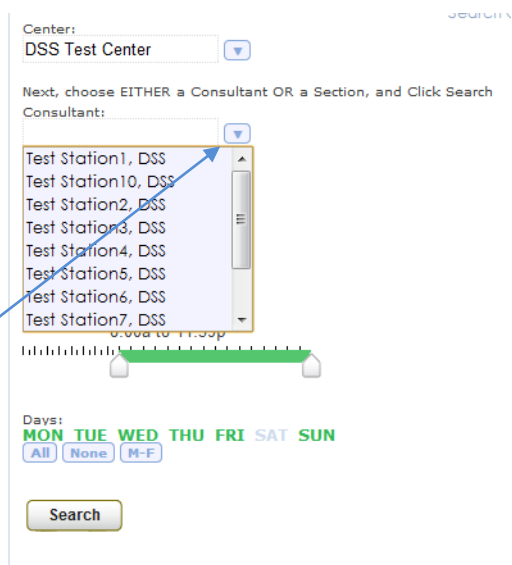 Center:
DSS Test Center
Next, choose EITHER a Consultant OR a Section, and Click Search
Consultant:
Test Station1, DSS
Test Station10, DSS
Test Station2, DSS
Test Station3, DSS
Test Station4, DSS
Test Station5, DSS
Test Station6, DSS
Test Station7, DSS
Days:
MON TUE WED THU FRI SAT SUN
All None M-F
Search